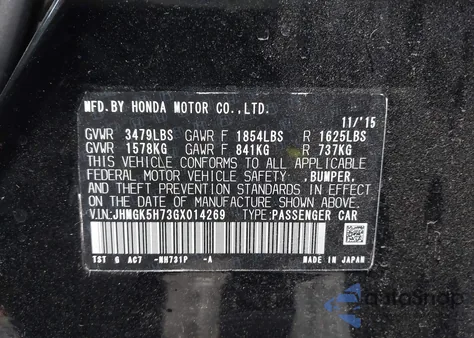 MFD.BY HONDA MOTOR CO.,LTD.
11/'15
GVWR 3479LBS GAWR F 1854LBS R 1625LBS
GVWR 1578KG GAWR F 841KG R 737KG
THIS VEHICLE CONFORMS TO ALL APPLICABLE
FEDERAL MOTOR VEHICLE SAFETY ,BUMPER,
AND THEFT PREVENTION STANDARDS IN EFFECT
ON THE DATE OF MANUFACTURE SHOWN ABOVE.
VIN:JHMGK5H73GX014269 TYPE:PASSENGER CAR
TST G AC7 -NH731P -A MADE IN JAPAN
AutoSnap